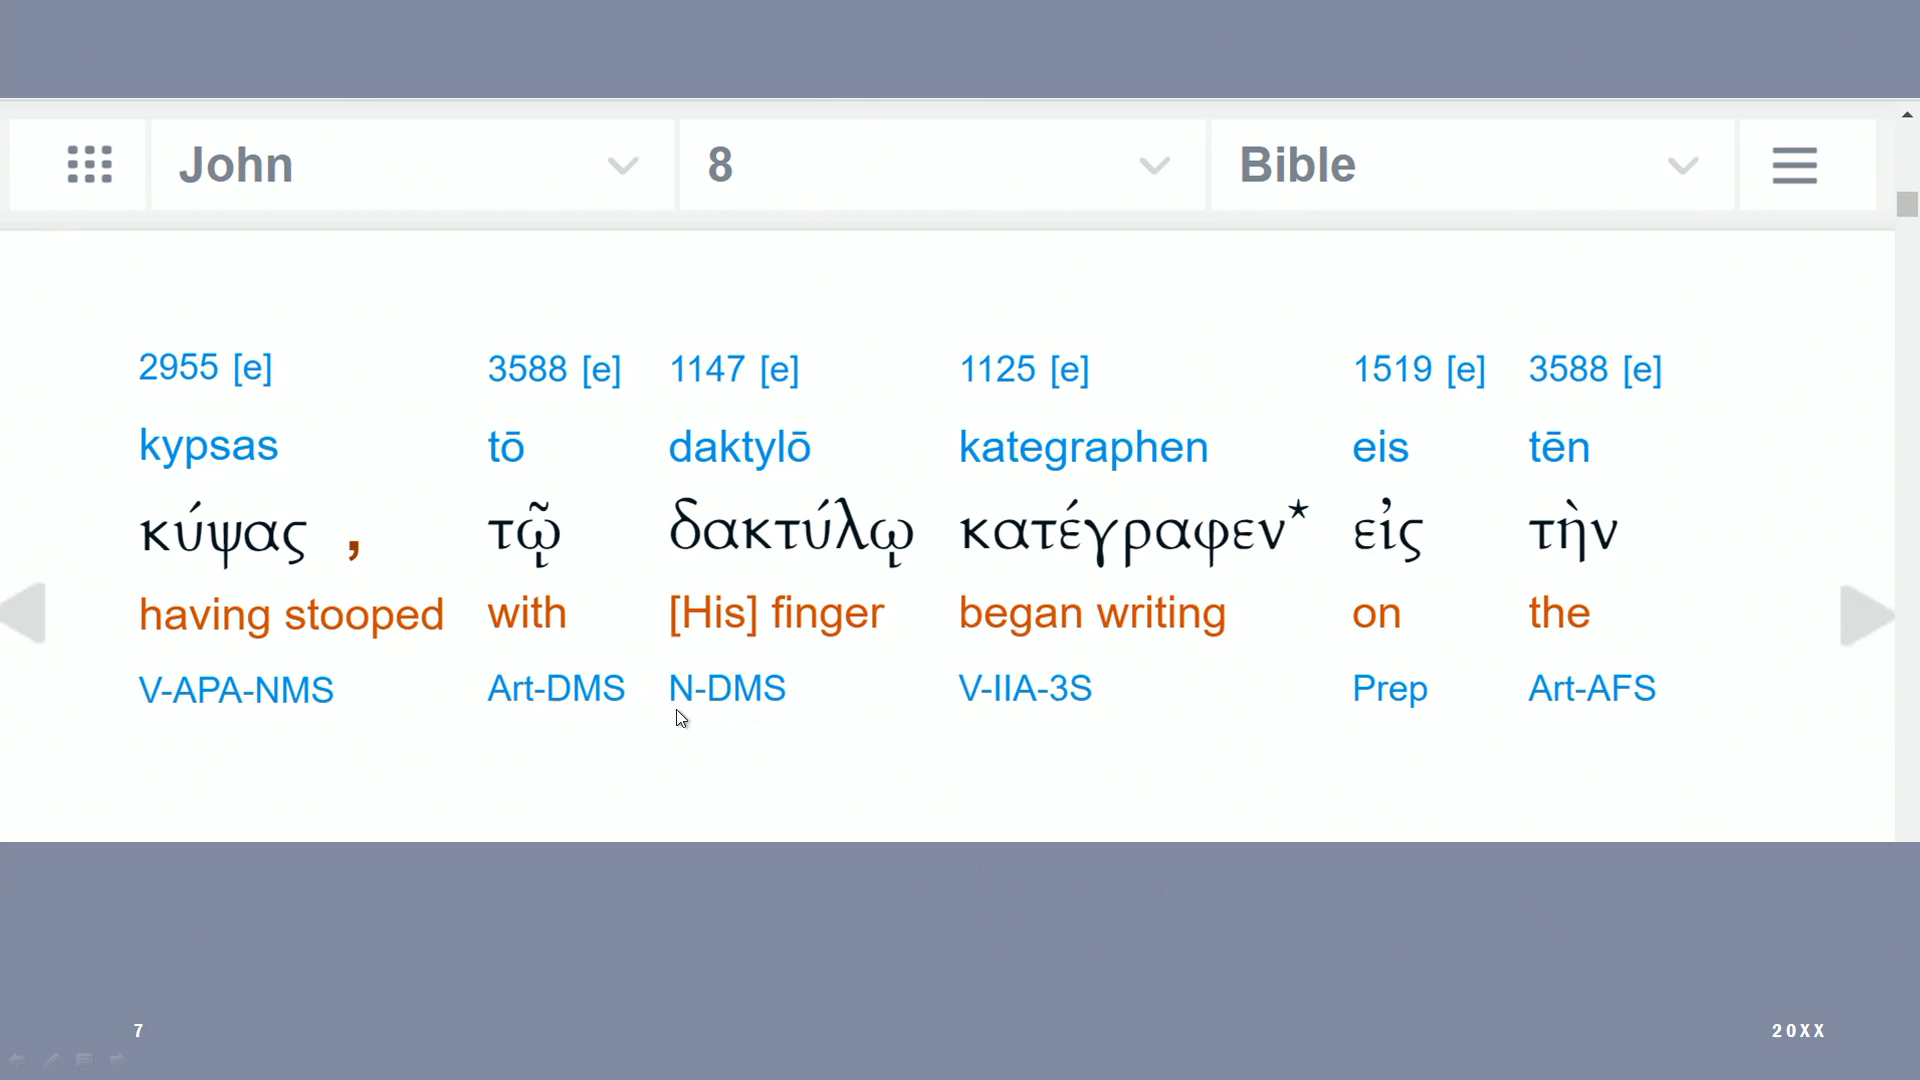 John 8 Bible
2955 [e] 3588 [e] 1147 [e] 1125 [e] 1519 [e] 3588 [e]
kypsas tō daktylō kategraphen eis tēn
κύψας , τῷ δακτύλῳ κατέγραφεν* εἰς τὴν
having stooped with [His] finger began writing on the
V-APA-NMS Art-DMS N-DMS V-IIA-3S Prep Art-AFS
7 20XX